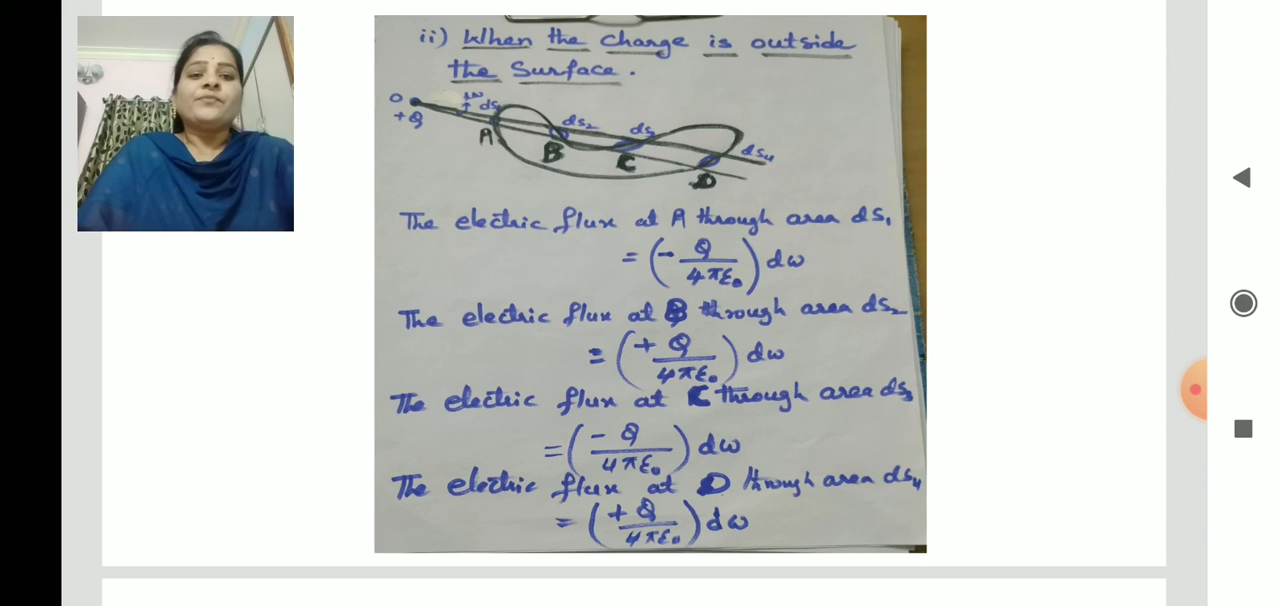 ii) When the charge is outside
the surface.
O
+Q
dω
ds₁
ds₂
ds₃
ds₄
A
B
C
D
The electric flux at A through area ds₁
= (- Q/4πε₀) dω
The electric flux at B through area ds₂
= (+ Q/4πε₀) dω
The electric flux at C through area ds₃
= (- Q/4πε₀) dω
The electric flux at D through area ds₄
= (+ Q/4πε₀) dω